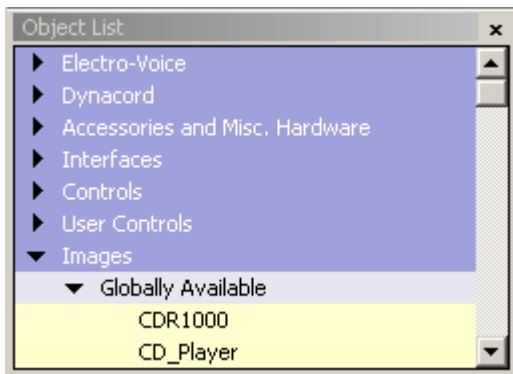 Object List
Electro-Voice
Dynacord
Accessories and Misc. Hardware
Interfaces
Controls
User Controls
Images
Globally Available
CDR1000
CD_Player